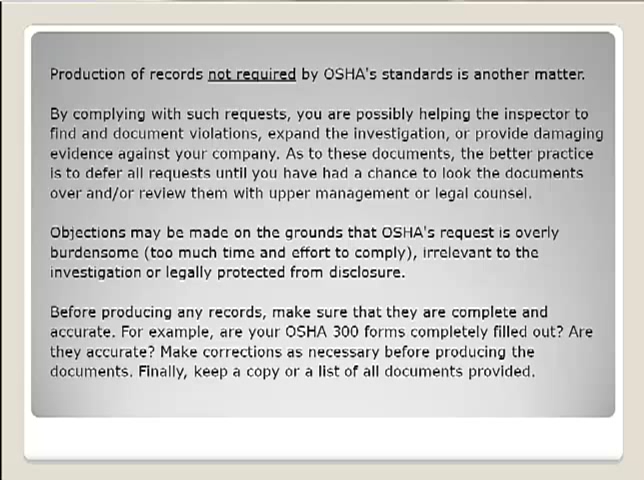 Production of records not required by OSHA's standards is another matter.
By complying with such requests, you are possibly helping the inspector to
find and document violations, expand the investigation, or provide damaging
evidence against your company. As to these documents, the better practice
is to defer all requests until you have had a chance to look the documents
over and/or review them with upper management or legal counsel.
Objections may be made on the grounds that OSHA's request is overly
burdensome (too much time and effort to comply), irrelevant to the
investigation or legally protected from disclosure.
Before producing any records, make sure that they are complete and
accurate. For example, are your OSHA 300 forms completely filled out? Are
they accurate? Make corrections as necessary before producing the
documents. Finally, keep a copy or a list of all documents provided.